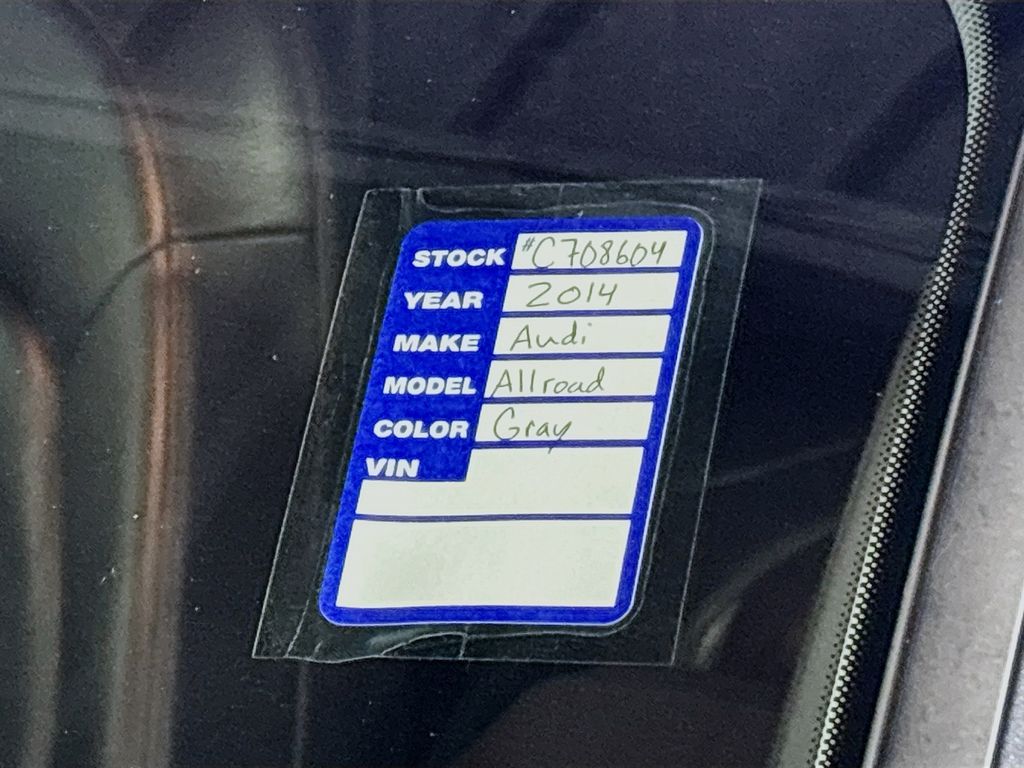 STOCK #C708604
YEAR 2014
MAKE Audi
MODEL Allroad
COLOR Gray
VIN